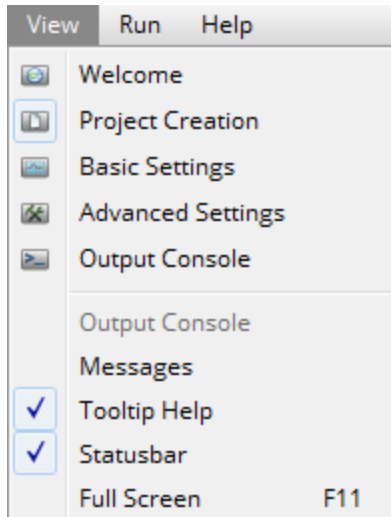 View Run Help
Welcome
Project Creation
Basic Settings
Advanced Settings
Output Console
Output Console
Messages
Tooltip Help
Statusbar
Full Screen F11